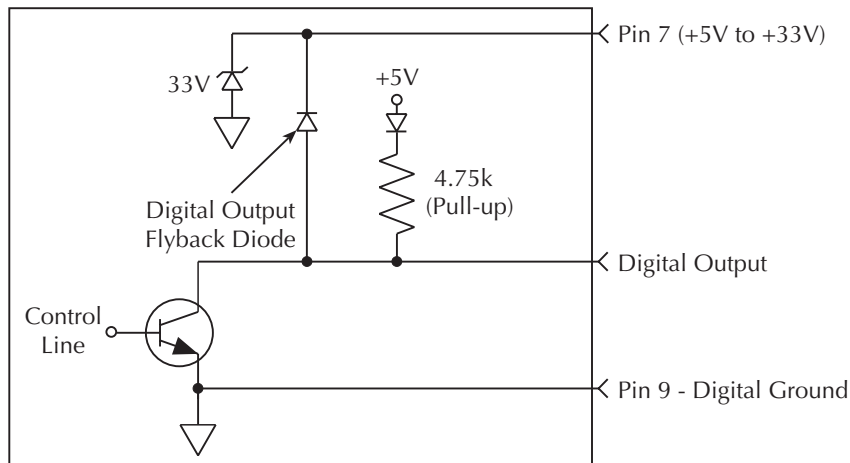 Pin 7 (+5V to +33V)
33V
+5V
4.75k
(Pull-up)
Digital Output
Flyback Diode
Digital Output
Control
Line
Pin 9 - Digital Ground